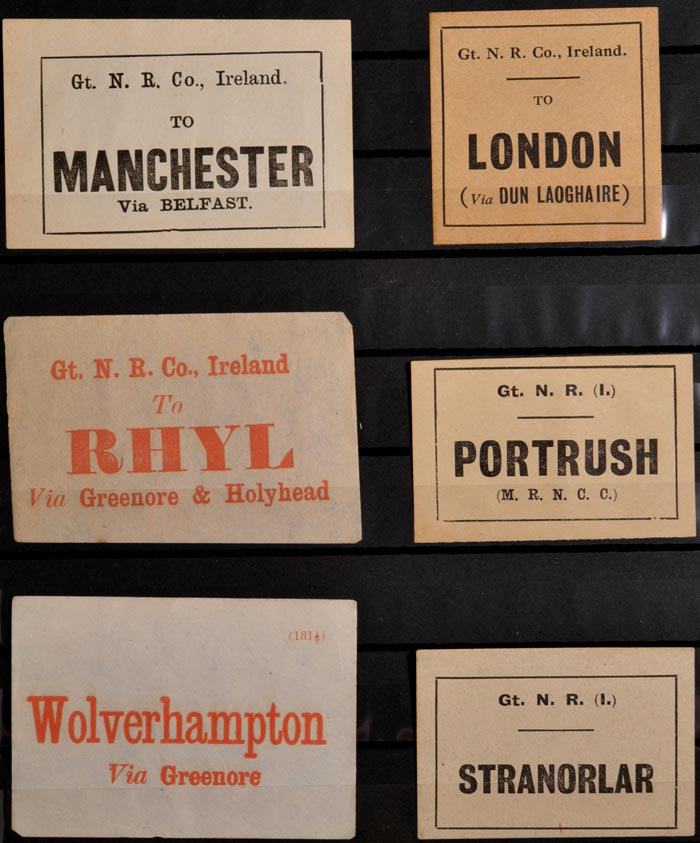 Gt. N. R. Co., Ireland.
TO
MANCHESTER
Via BELFAST.
Gt. N. R. Co., Ireland.
TO
LONDON
(Via DUN LAOGHAIRE)
Gt. N. R. Co., Ireland
To
RHYL
Via Greenore & Holyhead
Gt. N. R. (I.)
PORTRUSH
(M. R. N. C. C.)
(181½)
Wolverhampton
Via Greenore
Gt. N. R. (I.)
STRANORLAR